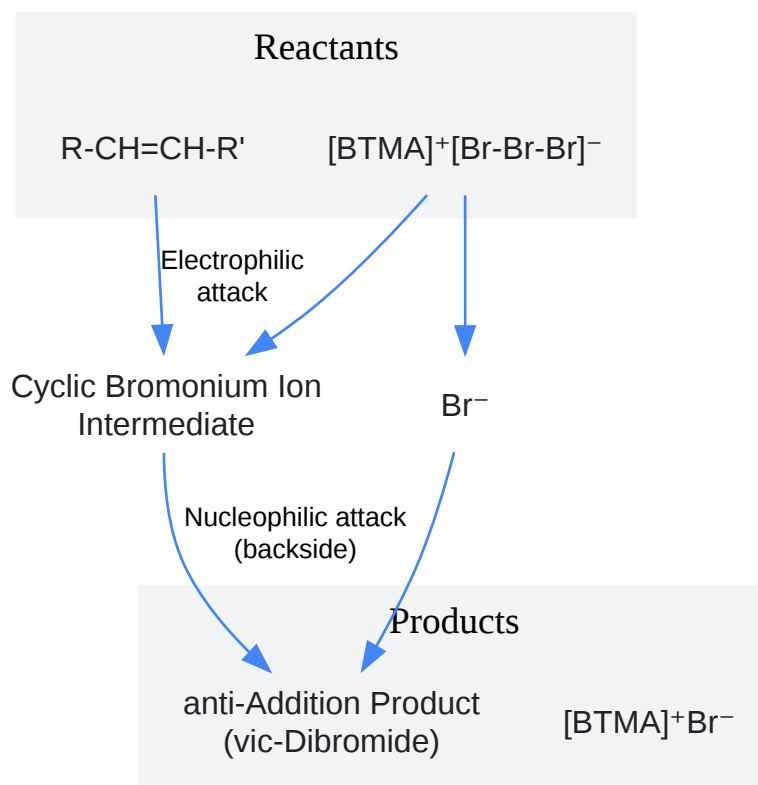 Reactants
R-CH=CH-R'
[BTMA]⁺[Br-Br-Br]⁻
Electrophilic
attack
Cyclic Bromonium Ion
Intermediate
Br⁻
Nucleophilic attack
(backside)
Products
anti-Addition Product
(vic-Dibromide)
[BTMA]⁺Br⁻